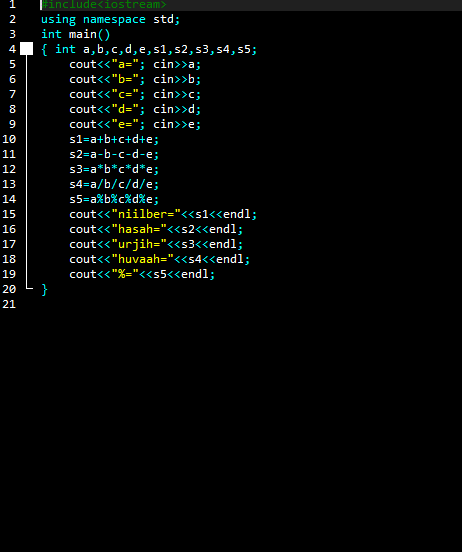 1 #include<iostream>
2 using namespace std;
3 int main()
4 { int a,b,c,d,e,s1,s2,s3,s4,s5;
5 cout<<"a="; cin>>a;
6 cout<<"b="; cin>>b;
7 cout<<"c="; cin>>c;
8 cout<<"d="; cin>>d;
9 cout<<"e="; cin>>e;
10 s1=a+b+c+d+e;
11 s2=a-b-c-d-e;
12 s3=a*b*c*d*e;
13 s4=a/b/c/d/e;
14 s5=a%b%c%d%e;
15 cout<<"niilber="<<s1<<endl;
16 cout<<"hasah="<<s2<<endl;
17 cout<<"urjih="<<s3<<endl;
18 cout<<"huvaah="<<s4<<endl;
19 cout<<"%="<<s5<<endl;
20 }
21